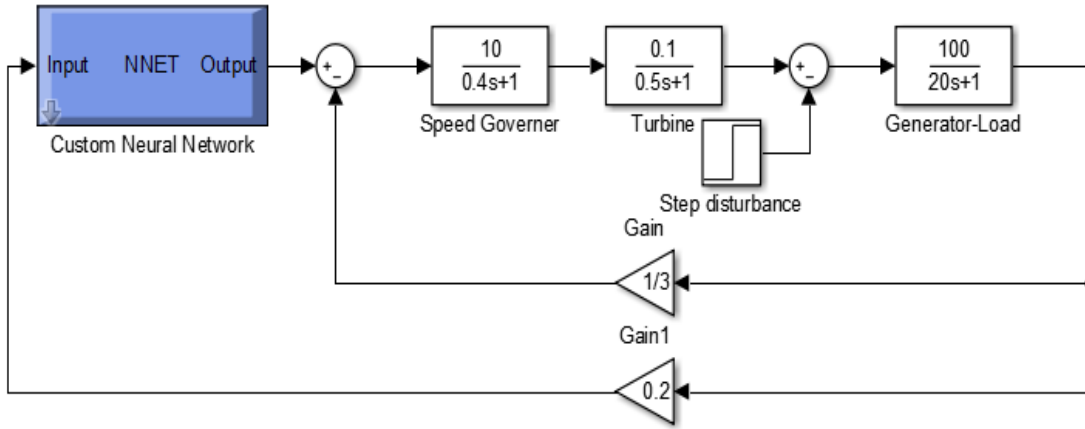 Input NNET Output
Custom Neural Network
+
-
10
0.4s+1
Speed Governer
0.1
0.5s+1
Turbine
+
-
100
20s+1
Generator-Load
Step disturbance
Gain
1/3
Gain1
0.2